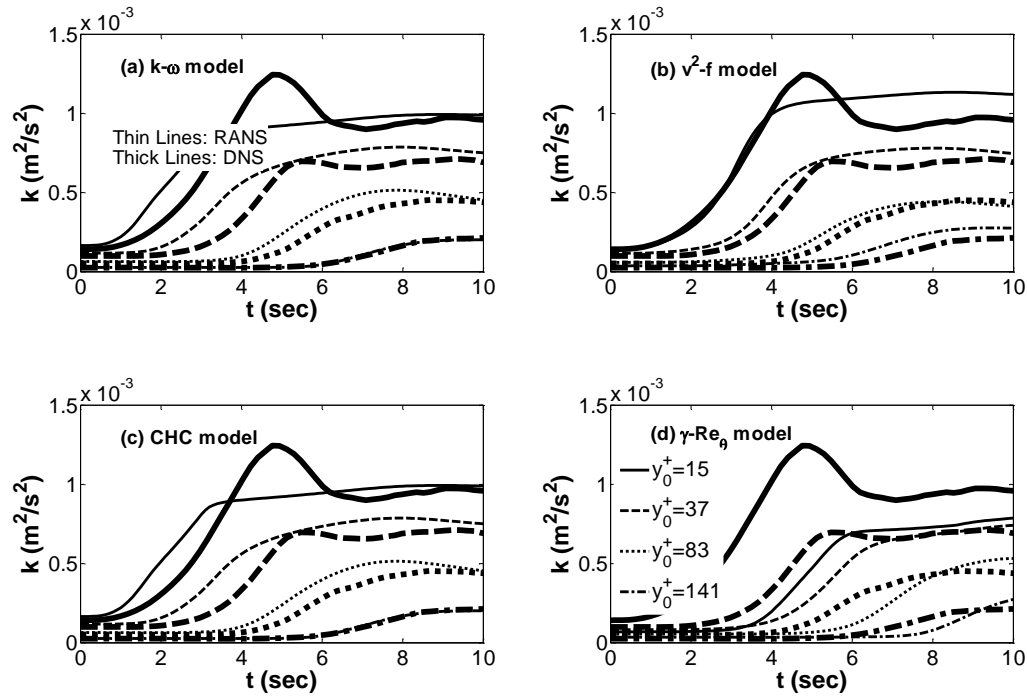 x 10⁻³
1.5
1
0.5
0
k (m²/s²)
(a) k-ω model
Thin Lines: RANS
Thick Lines: DNS
0 2 4 6 8 10
t (sec)
x 10⁻³
1.5
1
0.5
0
k (m²/s²)
(b) v²-f model
0 2 4 6 8 10
t (sec)
x 10⁻³
1.5
1
0.5
0
k (m²/s²)
(c) CHC model
0 2 4 6 8 10
t (sec)
x 10⁻³
1.5
1
0.5
0
k (m²/s²)
(d) γ-Re_θ model
y₀⁺=15
y₀⁺=37
y₀⁺=83
y₀⁺=141
0 2 4 6 8 10
t (sec)